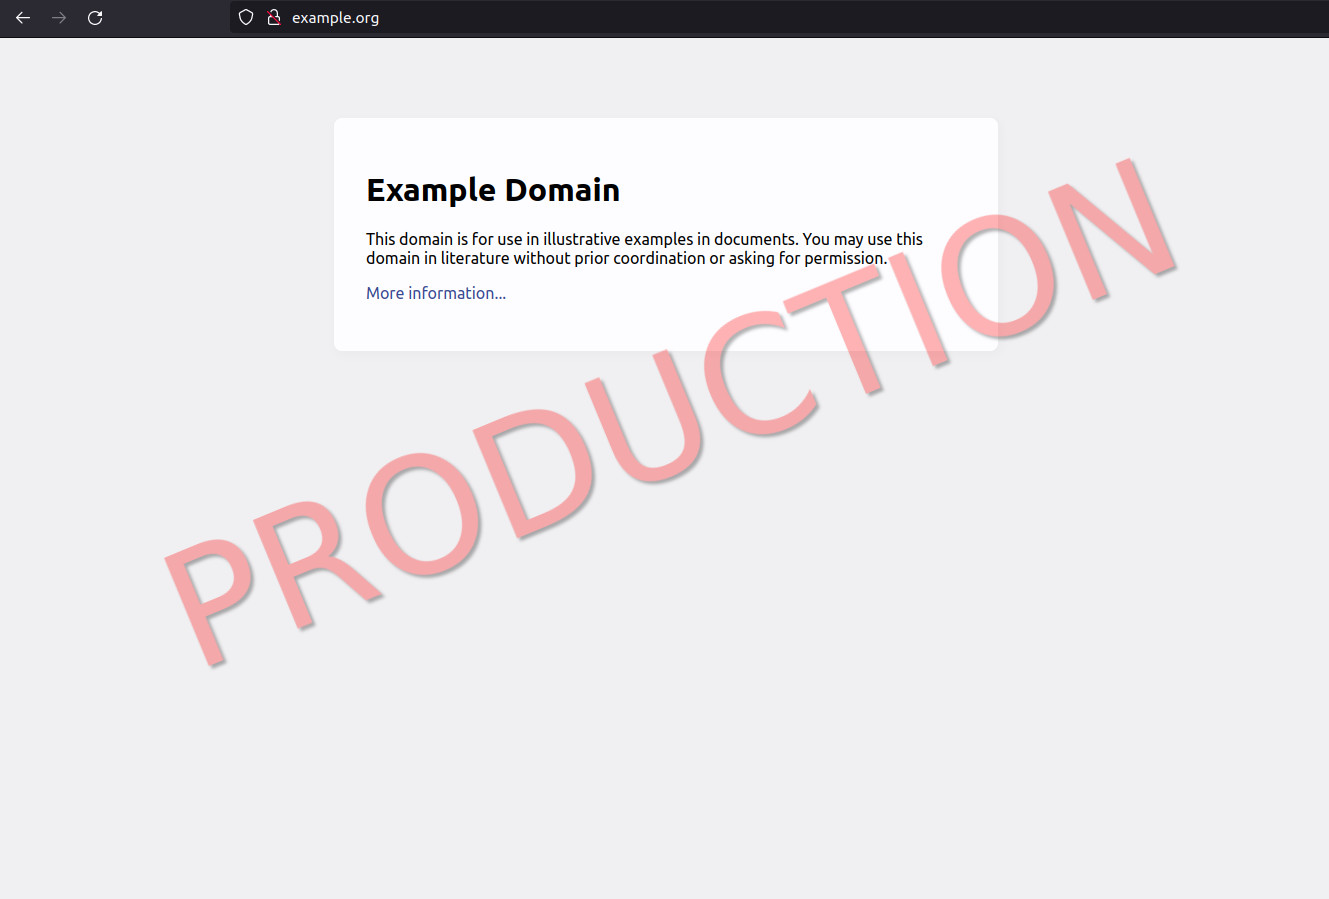 example.org
Example Domain
This domain is for use in illustrative examples in documents. You may use this
domain in literature without prior coordination or asking for permission.
More information...
PRODUCTION